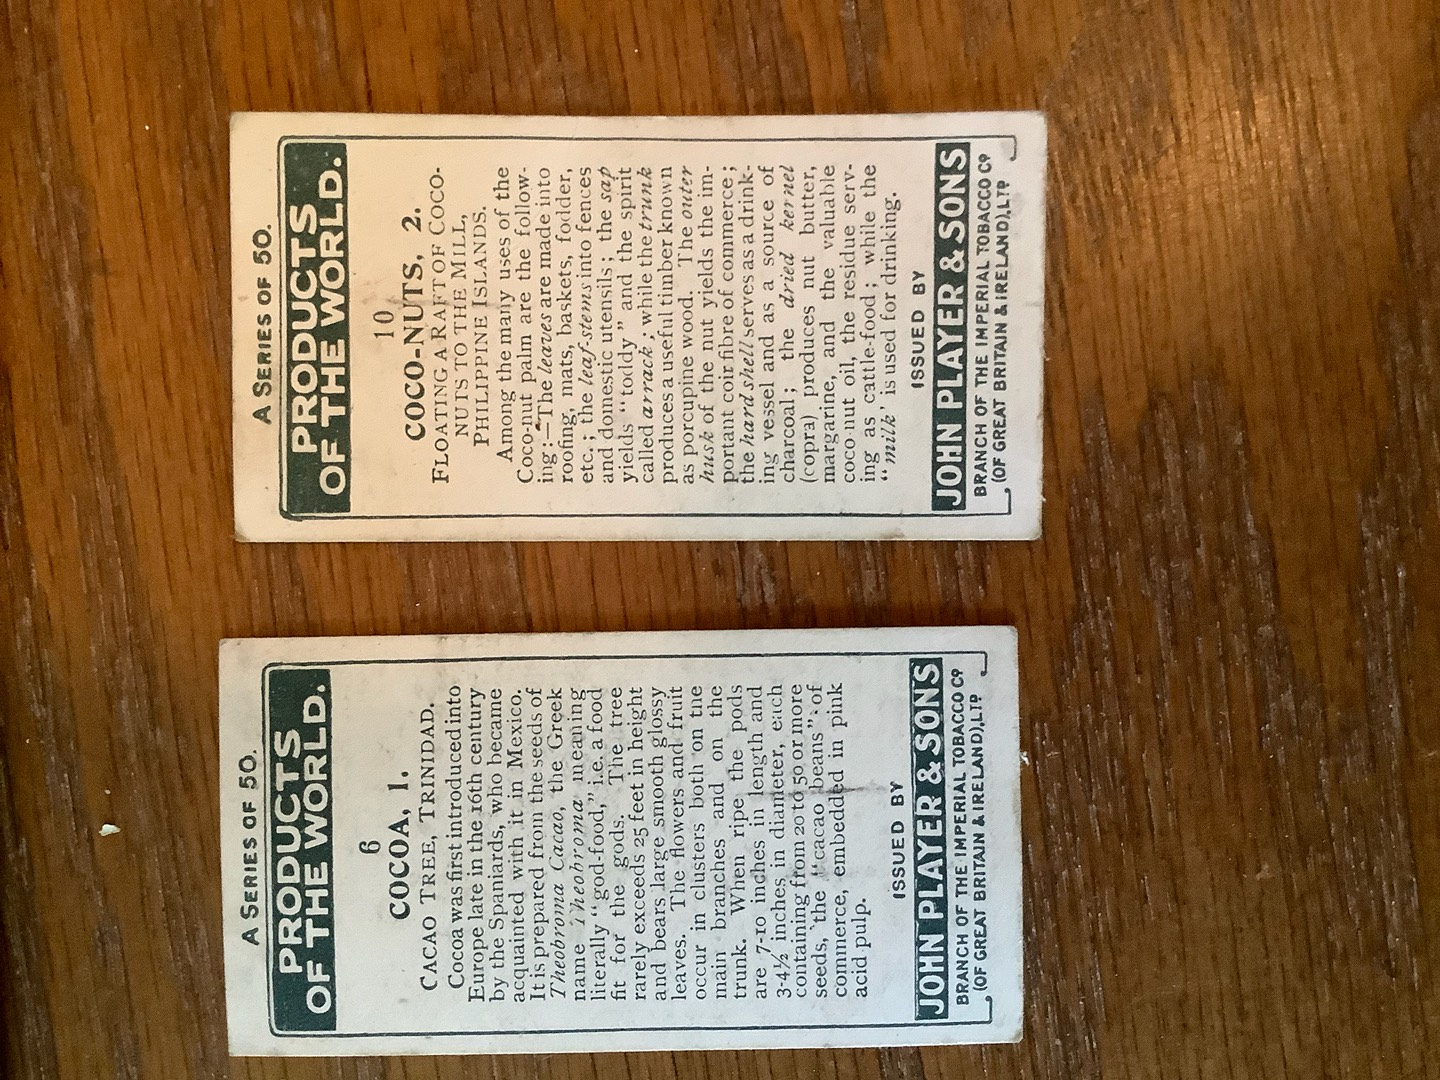 A SERIES OF 50.
PRODUCTS
OF THE WORLD.
6
COCOA, 1.
CACAO TREE, TRINIDAD.
Cocoa was first introduced into
Europe late in the 16th century
by the Spaniards, who became
acquainted with it in Mexico.
It is prepared from the seeds of
Theobroma Cacao, the Greek
name Theobroma meaning
literally "god-food," i.e. a food
fit for the gods. The tree
rarely exceeds 25 feet in height
and bears large smooth glossy
leaves. The flowers and fruit
occur in clusters both on the
main branches and on the
trunk. When ripe the pods
are 7-10 inches in length and
3-4½ inches in diameter, each
containing from 20 to 50 or more
seeds, the "cacao beans" of
commerce, embedded in pink
acid pulp.
ISSUED BY
JOHN PLAYER & SONS
BRANCH OF THE IMPERIAL TOBACCO CO
(OF GREAT BRITAIN & IRELAND), LTD
A SERIES OF 50.
PRODUCTS
OF THE WORLD.
10
COCO-NUTS, 2.
FLOATING A RAFT OF COCO-
NUTS TO THE MILL,
PHILIPPINE ISLANDS.
Among the many uses of the
Coco-nut palm are the follow-
ing:—The leaves are made into
roofing, mats, baskets, fodder,
etc.; the leaf-stems into fences
and domestic utensils; the sap
yields "toddy" and the spirit
called arrack; while the trunk
produces a useful timber known
as porcupine wood. The outer
husk of the nut yields the im-
portant coir fibre of commerce;
the hard shell serves as a drink-
ing vessel and as a source of
charcoal; the dried kernel
(copra) produces nut butter,
margarine, and the valuable
coco-nut oil, the residue serv-
ing as cattle-food; while the
"milk' is used for drinking.
ISSUED BY
JOHN PLAYER & SONS
BRANCH OF THE IMPERIAL TOBACCO CO
(OF GREAT BRITAIN & IRELAND), LTD